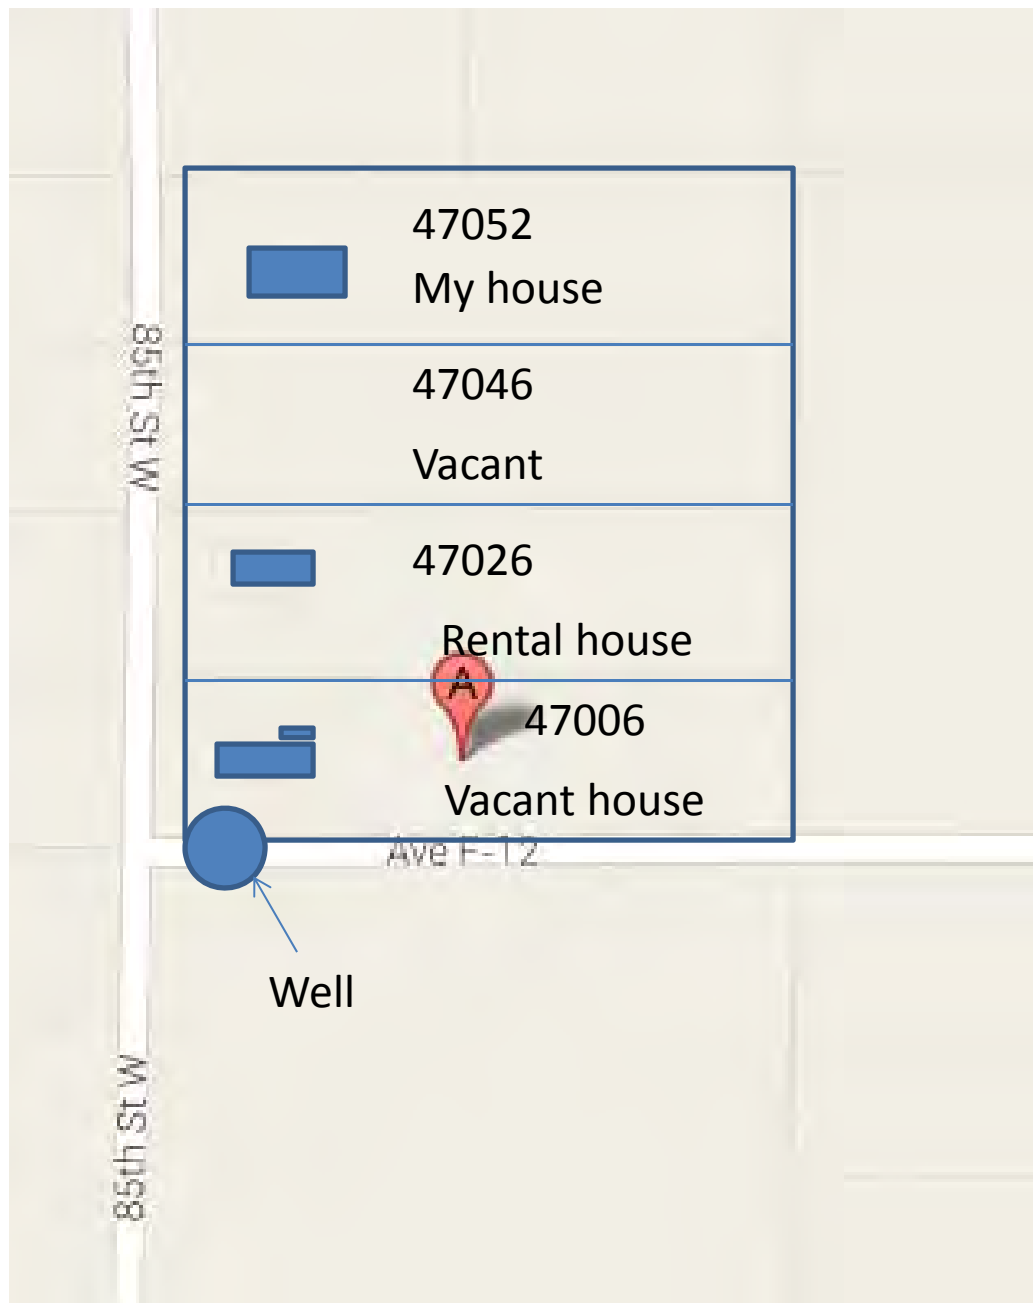 47052
My house
85th St W
47046
Vacant
47026
Rental house
A
47006
Vacant house
Ave F-12
Well
85th St W